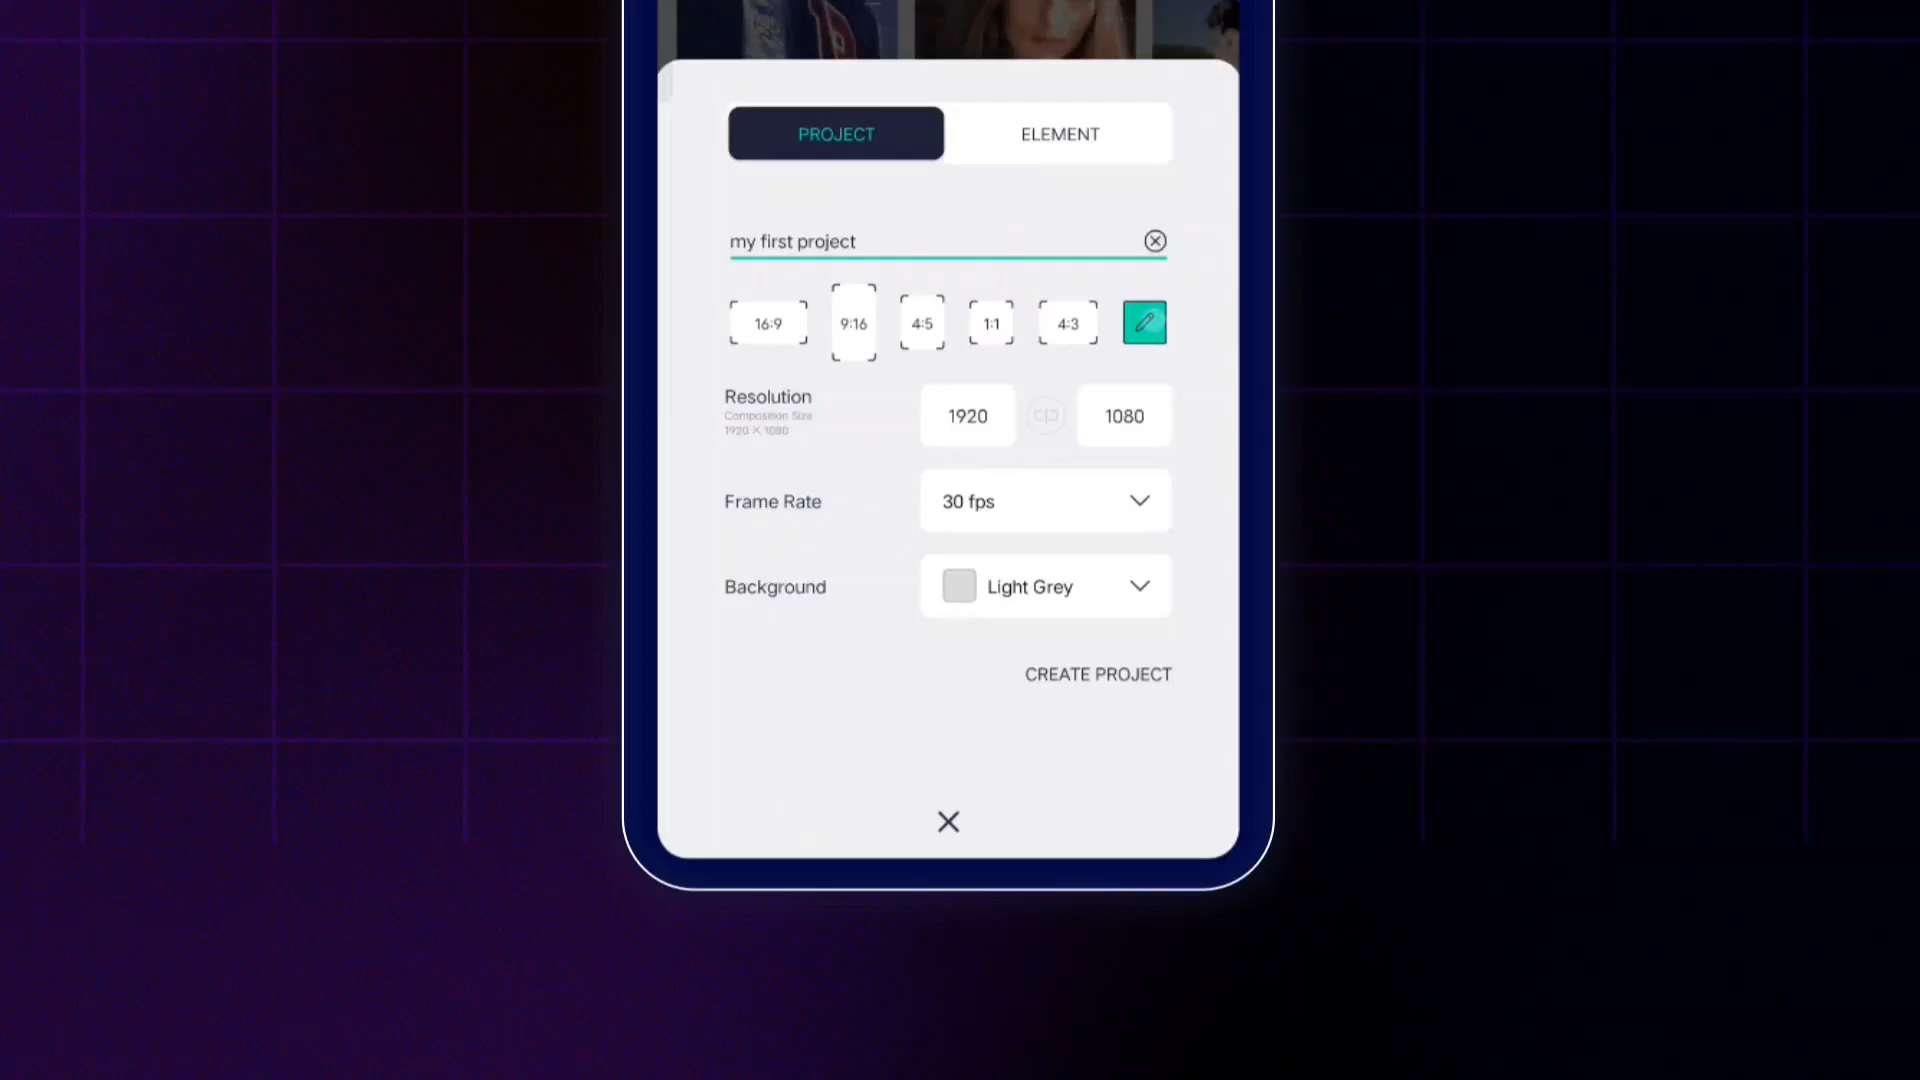 PROJECT ELEMENT
my first project
16:9 9:16 4:5 1:1 4:3
Resolution
Composition Size
1920 × 1080
1920 1080
Frame Rate 30 fps
Background Light Grey
CREATE PROJECT